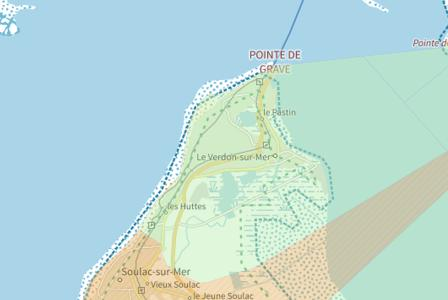 POINTE DE
GRAVE
Pointe de
le Pastin
Le Verdon-sur-Mer
les Huttes
Soulac-sur-Mer
Vieux Soulac
le Jeune Soulac